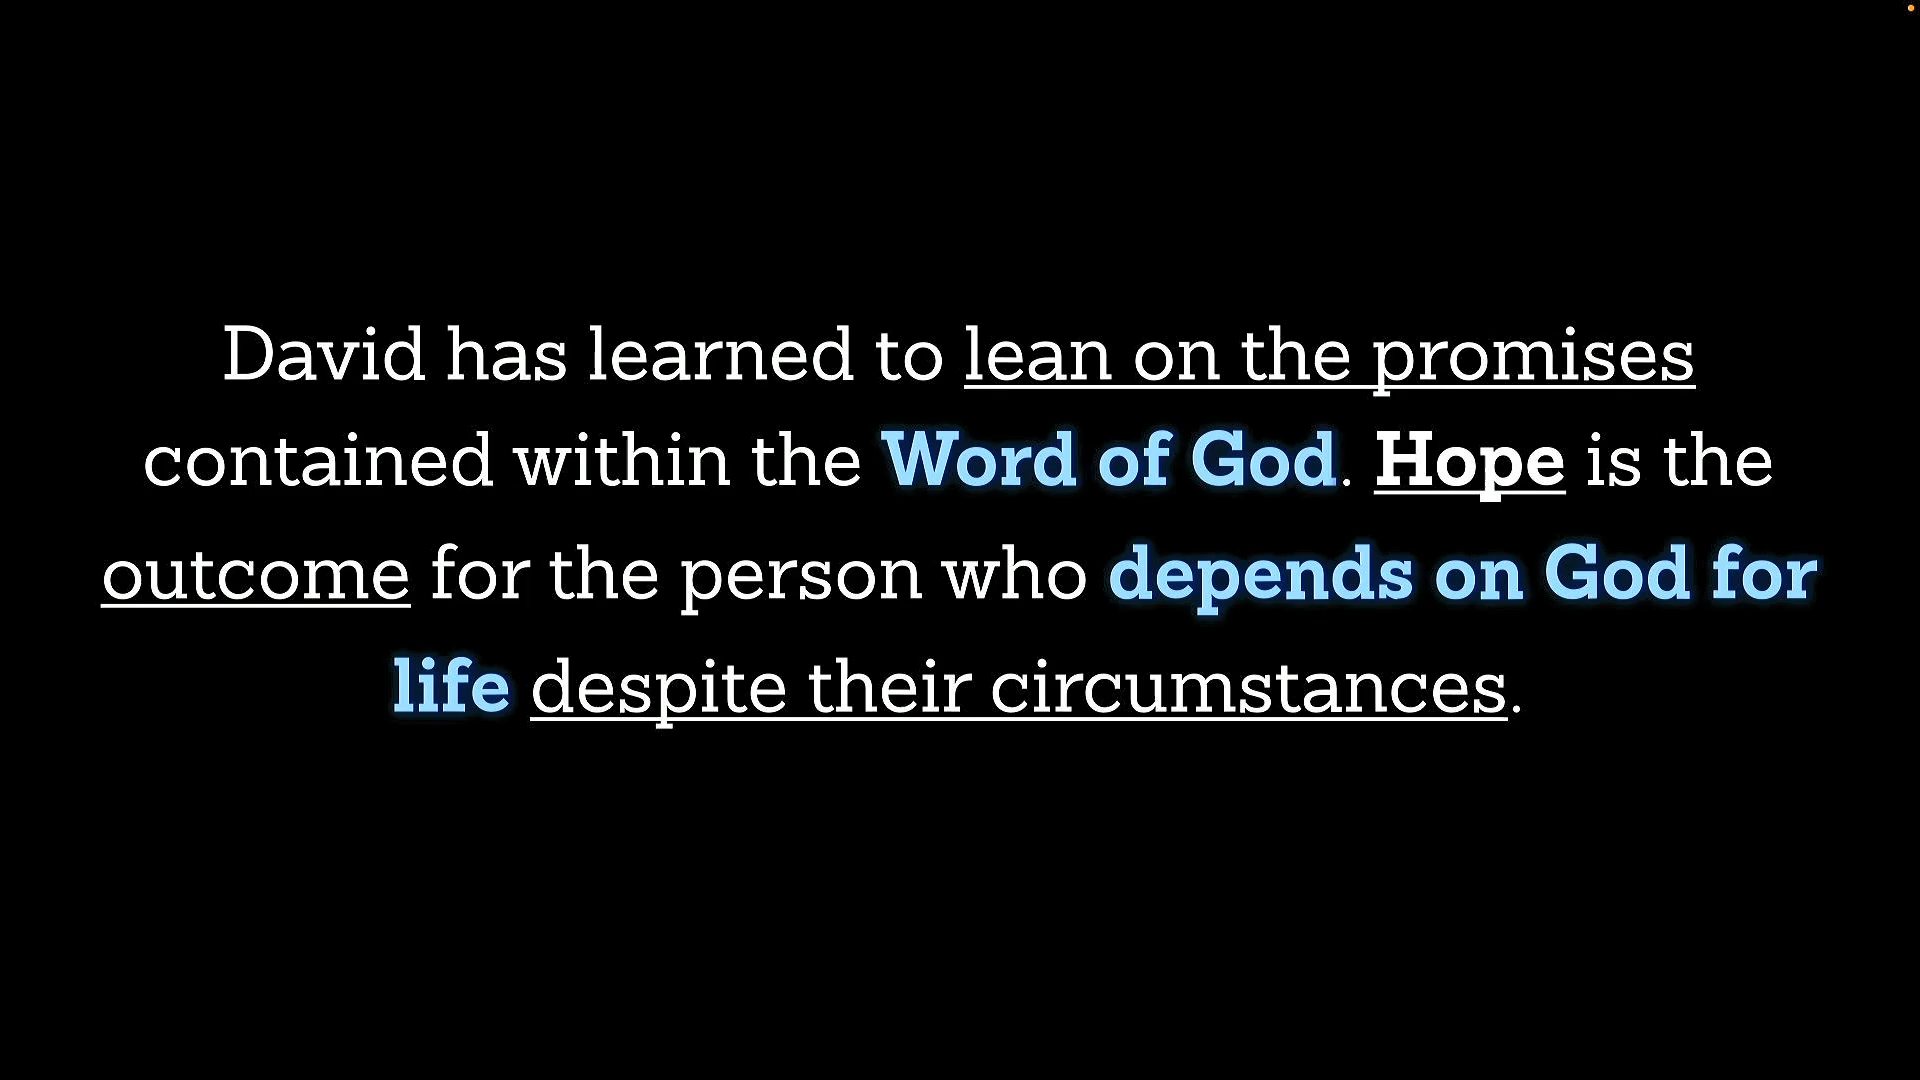 David has learned to lean on the promises
contained within the Word of God. Hope is the
outcome for the person who depends on God for
life despite their circumstances.